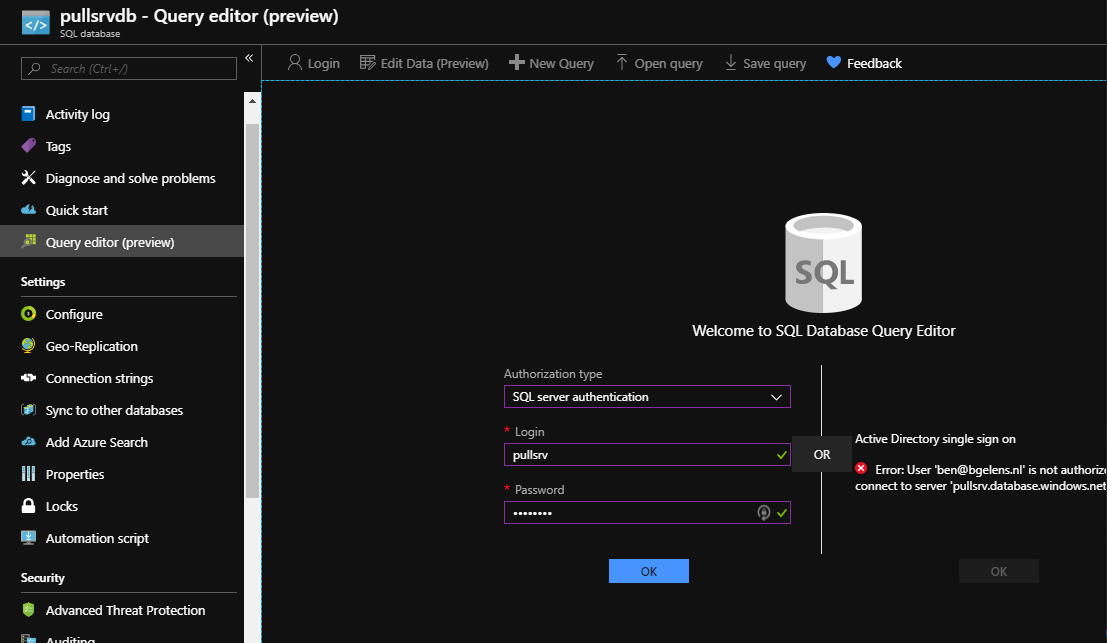 pullsrvdb - Query editor (preview)
SQL database
Search (Ctrl+/)
Activity log
Tags
Diagnose and solve problems
Quick start
Query editor (preview)
Settings
Configure
Geo-Replication
Connection strings
Sync to other databases
Add Azure Search
Properties
Locks
Automation script
Security
Advanced Threat Protection
Auditing
Login
Edit Data (Preview)
New Query
Open query
Save query
Feedback
SQL
Welcome to SQL Database Query Editor
Authorization type
SQL server authentication
* Login
pullsrv
* Password
••••••••
OK
OR
Active Directory single sign on
Error: User 'ben@bgelens.nl' is not authorize
connect to server 'pullsrv.database.windows.net
OK